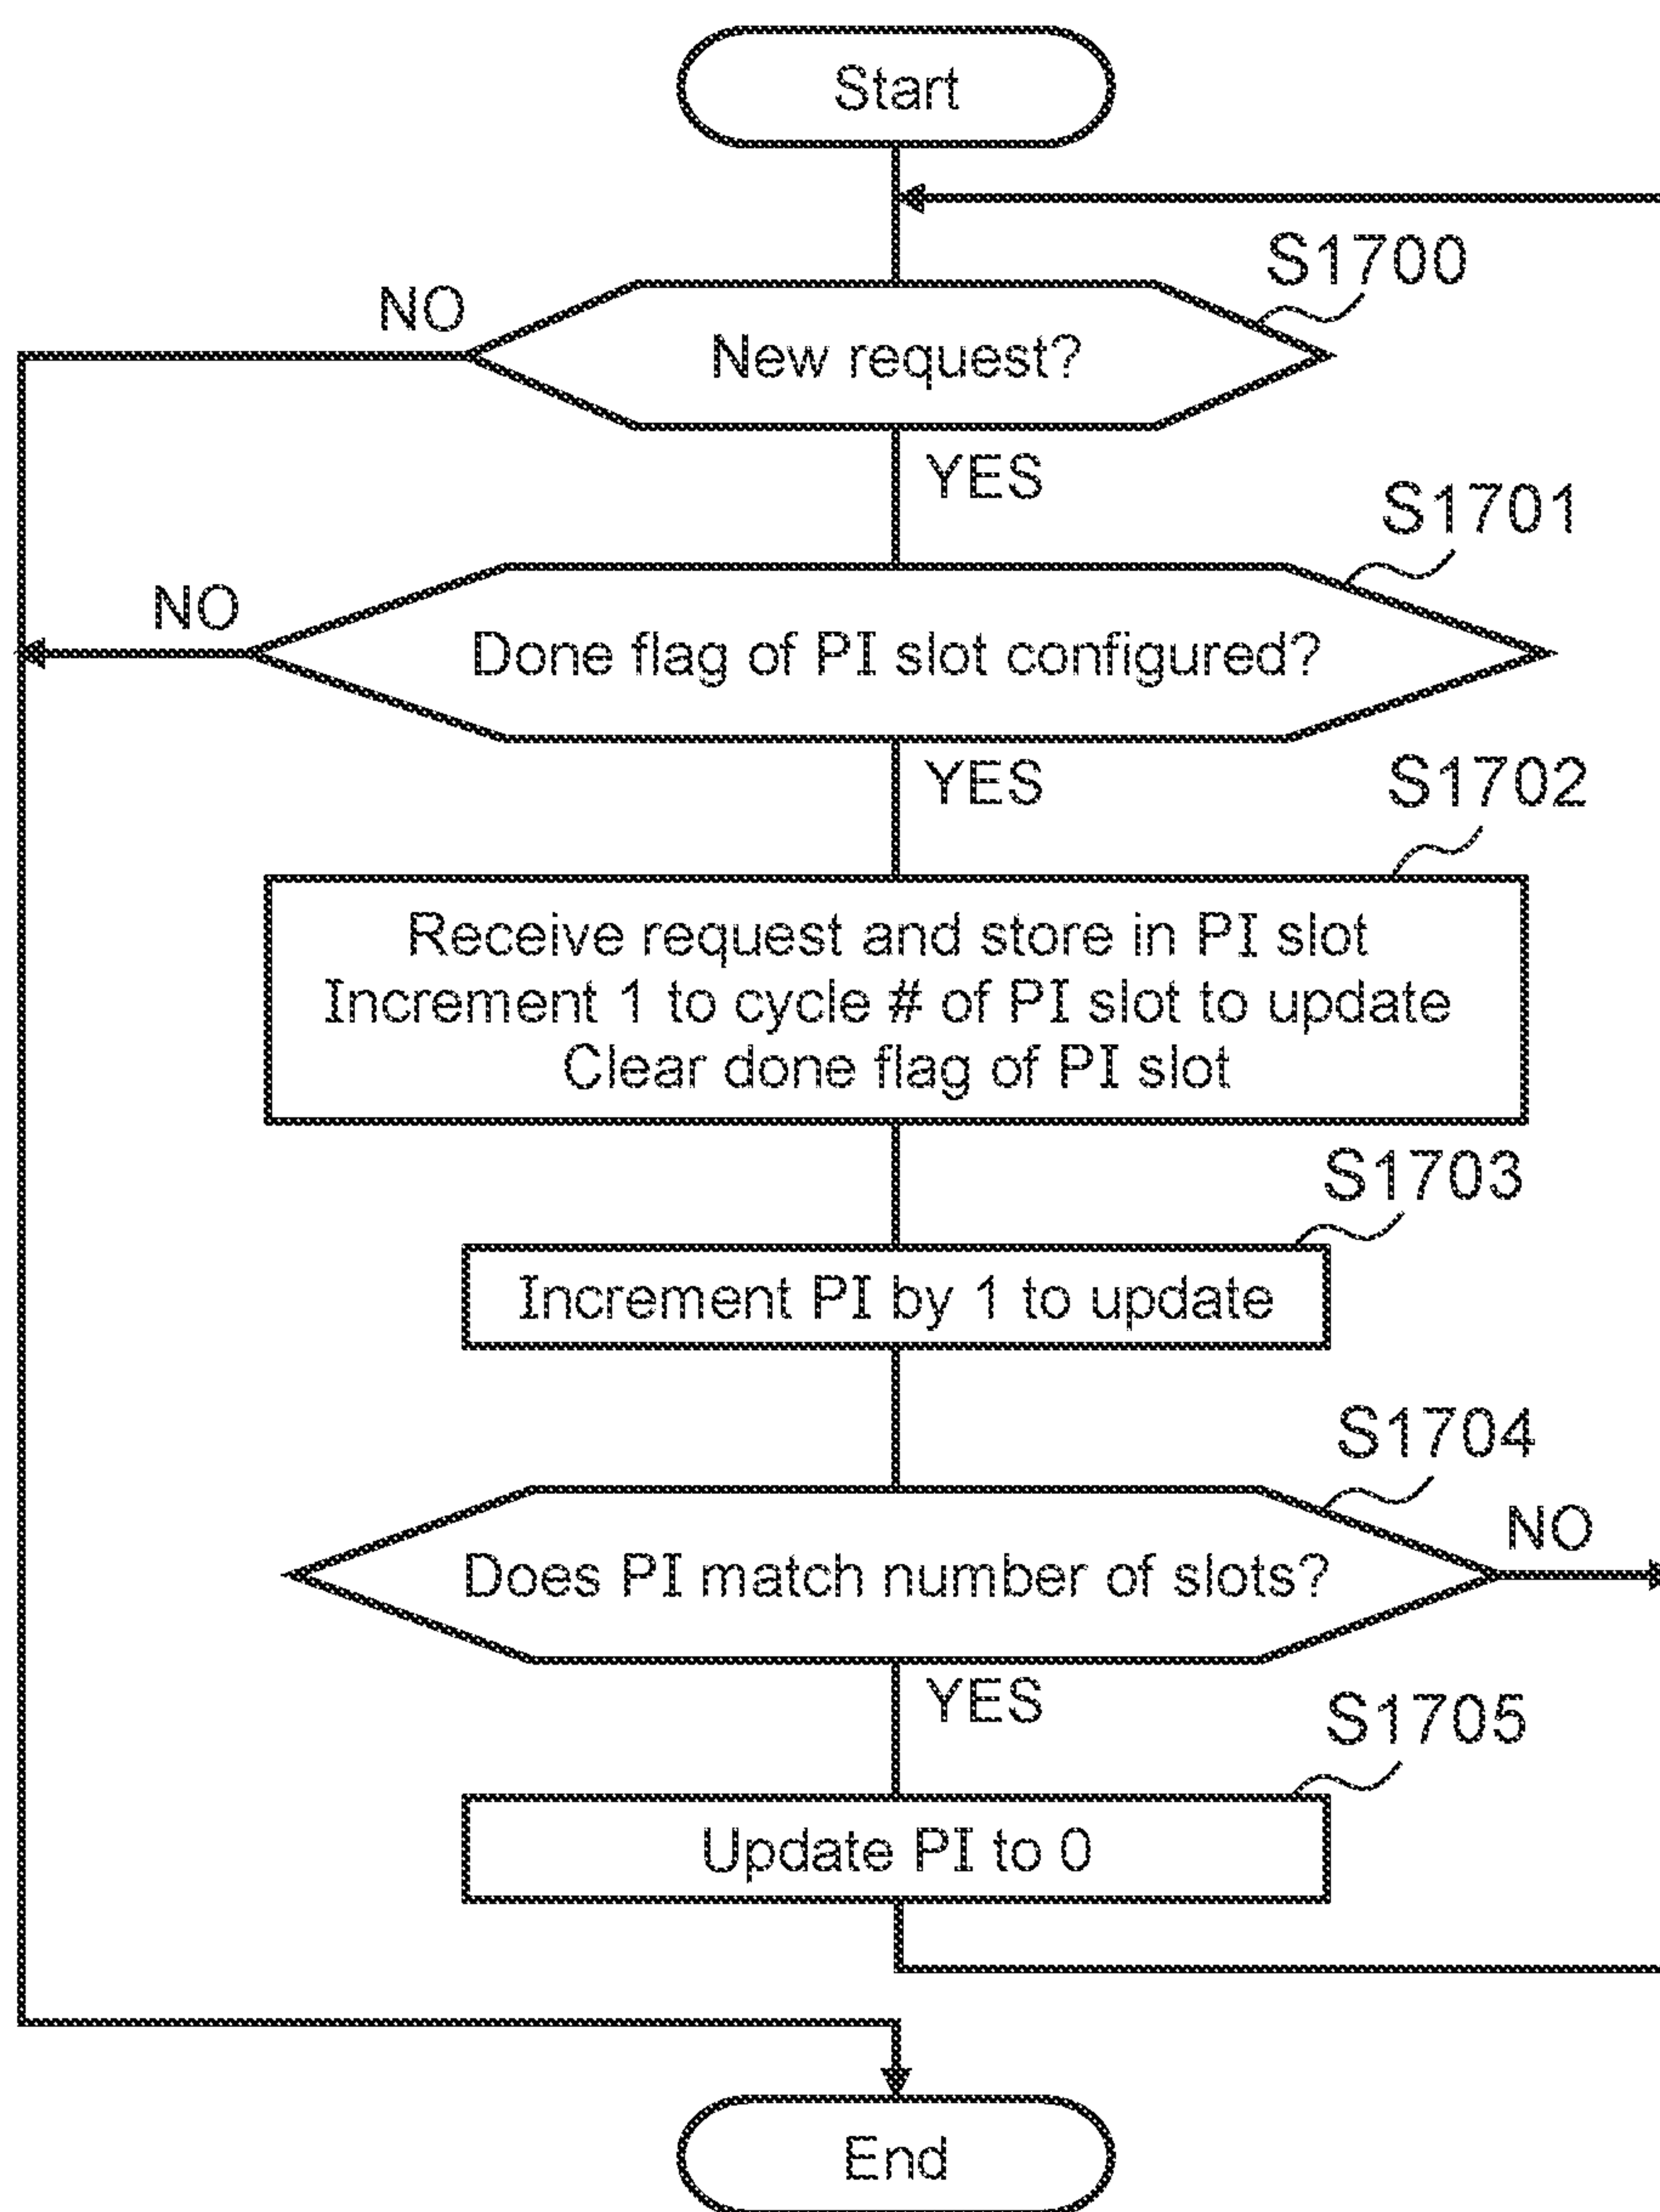 Start
S1700
NO
New request?
YES
S1701
NO
Done flag of PI slot configured?
YES
S1702
Receive request and store in PI slot
Increment 1 to cycle # of PI slot to update
Clear done flag of PI slot
S1703
Increment PI by 1 to update
S1704
NO
Does PI match number of slots?
YES
S1705
Update PI to 0
End